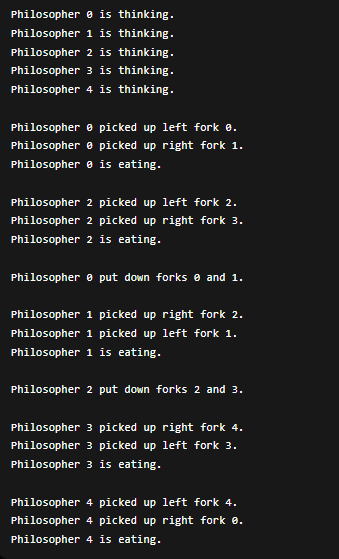 Philosopher 0 is thinking.
Philosopher 1 is thinking.
Philosopher 2 is thinking.
Philosopher 3 is thinking.
Philosopher 4 is thinking.
Philosopher 0 picked up left fork 0.
Philosopher 0 picked up right fork 1.
Philosopher 0 is eating.
Philosopher 2 picked up left fork 2.
Philosopher 2 picked up right fork 3.
Philosopher 2 is eating.
Philosopher 0 put down forks 0 and 1.
Philosopher 1 picked up right fork 2.
Philosopher 1 picked up left fork 1.
Philosopher 1 is eating.
Philosopher 2 put down forks 2 and 3.
Philosopher 3 picked up right fork 4.
Philosopher 3 picked up left fork 3.
Philosopher 3 is eating.
Philosopher 4 picked up left fork 4.
Philosopher 4 picked up right fork 0.
Philosopher 4 is eating.